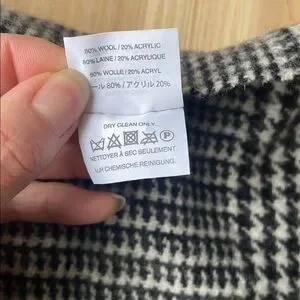 80% WOOL / 20% ACRYLIC
80% LAINE / 20% ACRYLIQUE
80% WOLLE / 20% ACRYL
ール 80% / アクリル 20%
DRY CLEAN ONLY.
P
NETTOYER À SEC SEULEMENT.
NUR CHEMISCHE REINIGUNG.